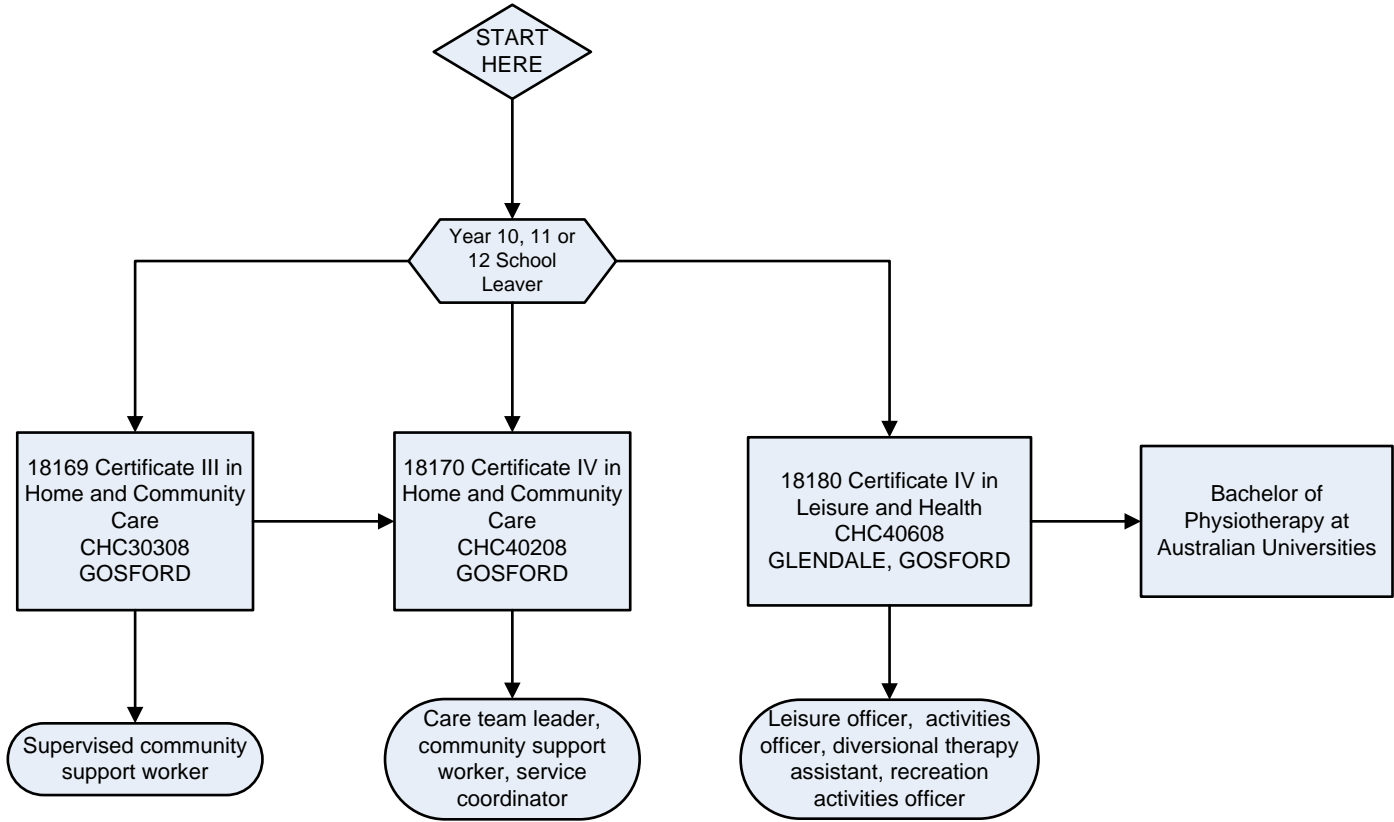 START
HERE
Year 10, 11 or
12 School
Leaver
18169 Certificate III in
Home and Community
Care
CHC30308
GOSFORD
18170 Certificate IV in
Home and Community
Care
CHC40208
GOSFORD
18180 Certificate IV in
Leisure and Health
CHC40608
GLENDALE, GOSFORD
Bachelor of
Physiotherapy at
Australian Universities
Supervised community
support worker
Care team leader,
community support
worker, service
coordinator
Leisure officer, activities
officer, diversional therapy
assistant, recreation
activities officer